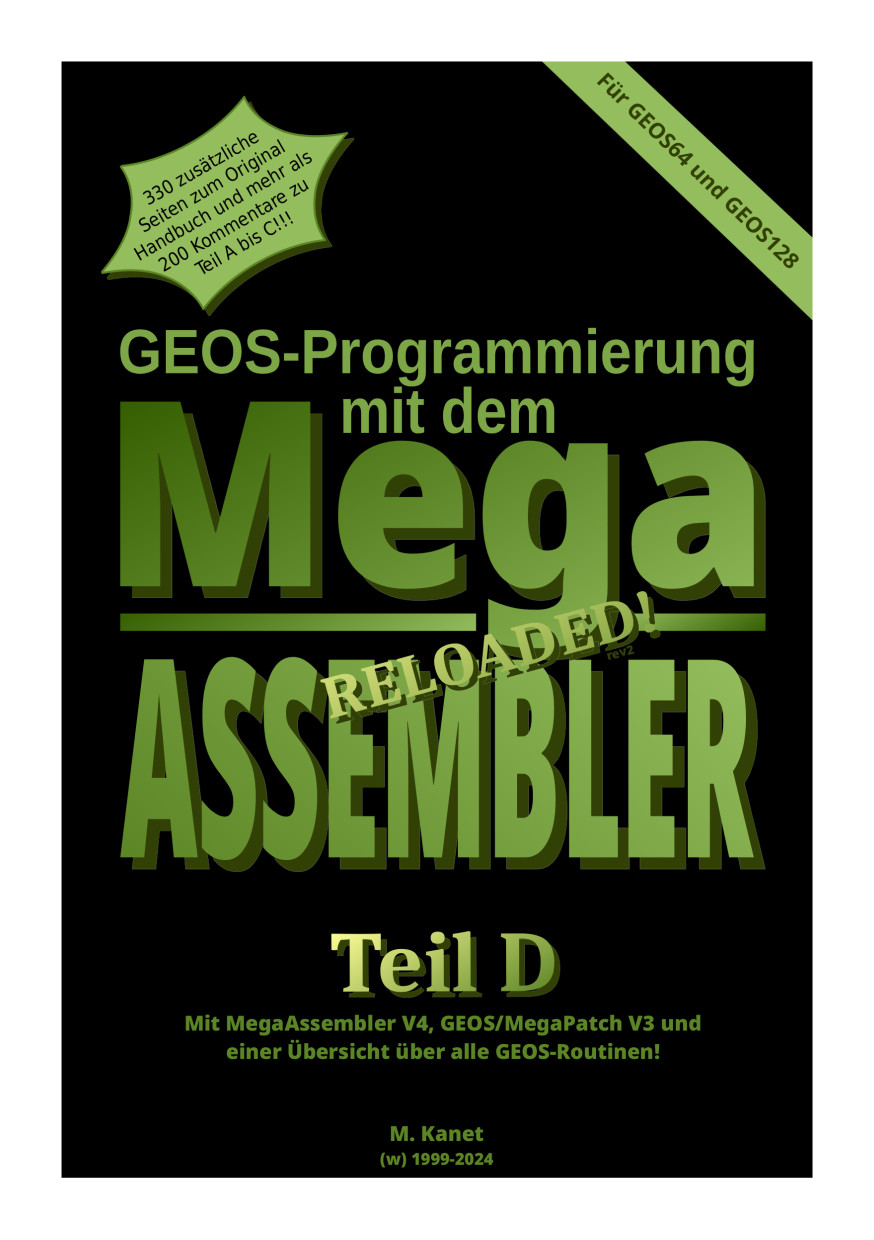 330 zusätzliche
Seiten zum Original
Handbuch und mehr als
200 Kommentare zu
Teil A bis C!!!
Für GEOS64 und GEOS128
GEOS-Programmierung
mit dem
Mega
RELOADED!
rev2
ASSEMBLER
Teil D
Mit MegaAssembler V4, GEOS/MegaPatch V3 und
einer Übersicht über alle GEOS-Routinen!
M. Kanet
(w) 1999-2024